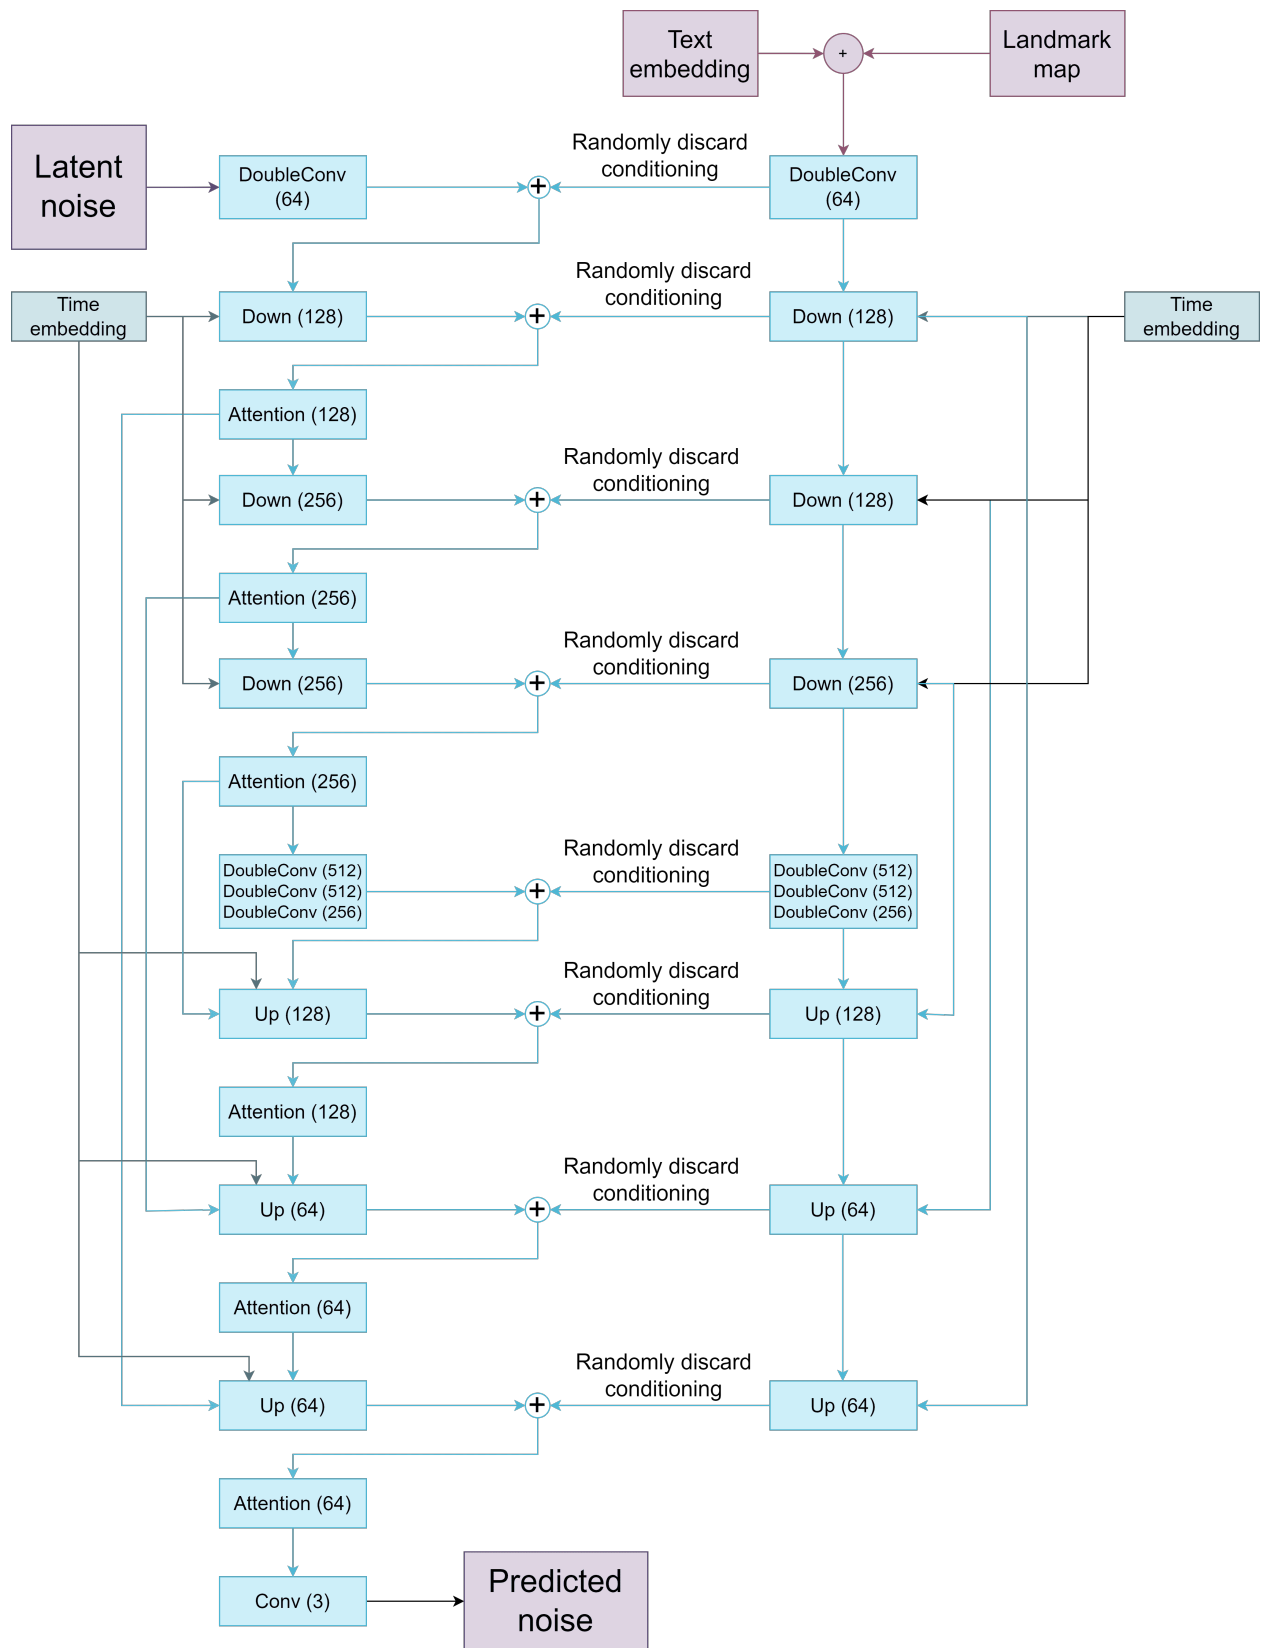 Text
embedding
+
Landmark
map
Latent
noise
DoubleConv
(64)
Randomly discard
conditioning
+
DoubleConv
(64)
Time
embedding
Down (128)
Randomly discard
conditioning
+
Down (128)
Time
embedding
Attention (128)
Down (256)
Randomly discard
conditioning
+
Down (128)
Attention (256)
Down (256)
Randomly discard
conditioning
+
Down (256)
Attention (256)
DoubleConv (512)
DoubleConv (512)
DoubleConv (256)
Randomly discard
conditioning
+
DoubleConv (512)
DoubleConv (512)
DoubleConv (256)
Up (128)
Randomly discard
conditioning
+
Up (128)
Attention (128)
Up (64)
Randomly discard
conditioning
+
Up (64)
Attention (64)
Up (64)
Randomly discard
conditioning
+
Up (64)
Attention (64)
Conv (3)
Predicted
noise